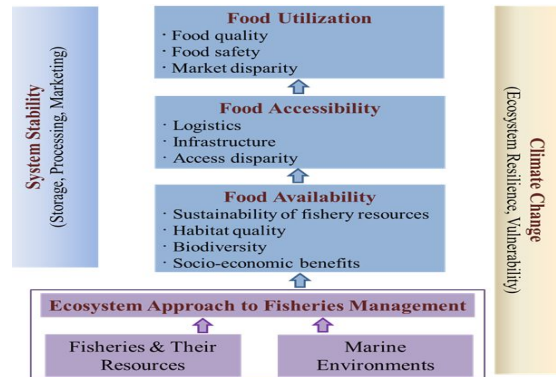 System Stability
(Storage, Processing, Marketing)
Food Utilization
· Food quality
· Food safety
· Market disparity
Food Accessibility
· Logistics
· Infrastructure
· Access disparity
Food Availability
· Sustainability of fishery resources
· Habitat quality
· Biodiversity
· Socio-economic benefits
Ecosystem Approach to Fisheries Management
Fisheries & Their
Resources
Marine
Environments
Climate Change
(Ecosystem Resilience, Vulnerability)